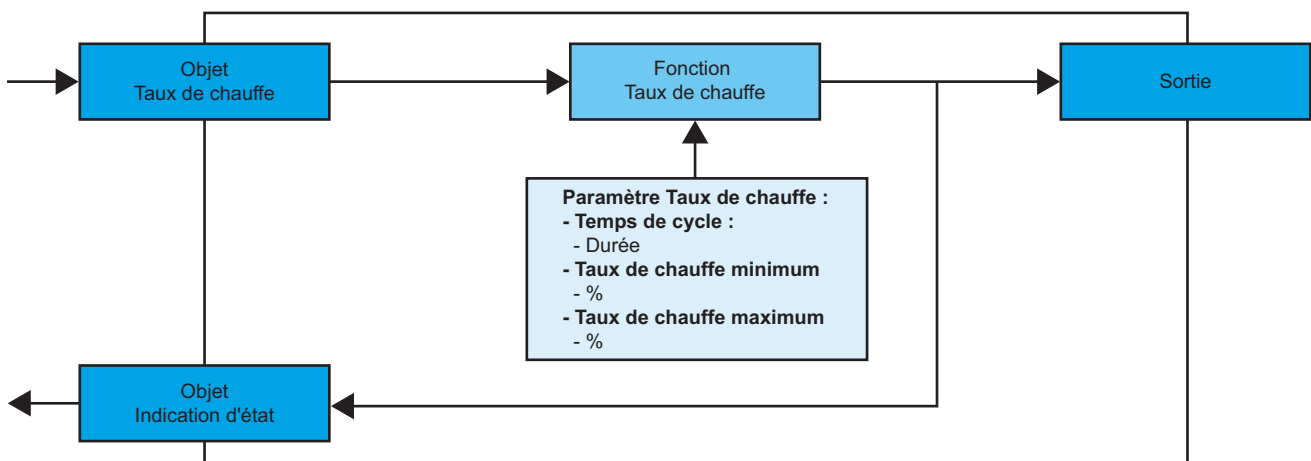 Objet
Taux de chauffe
Fonction
Taux de chauffe
Sortie
Paramètre Taux de chauffe :
- Temps de cycle :
- Durée
- Taux de chauffe minimum
- %
- Taux de chauffe maximum
- %
Objet
Indication d'état